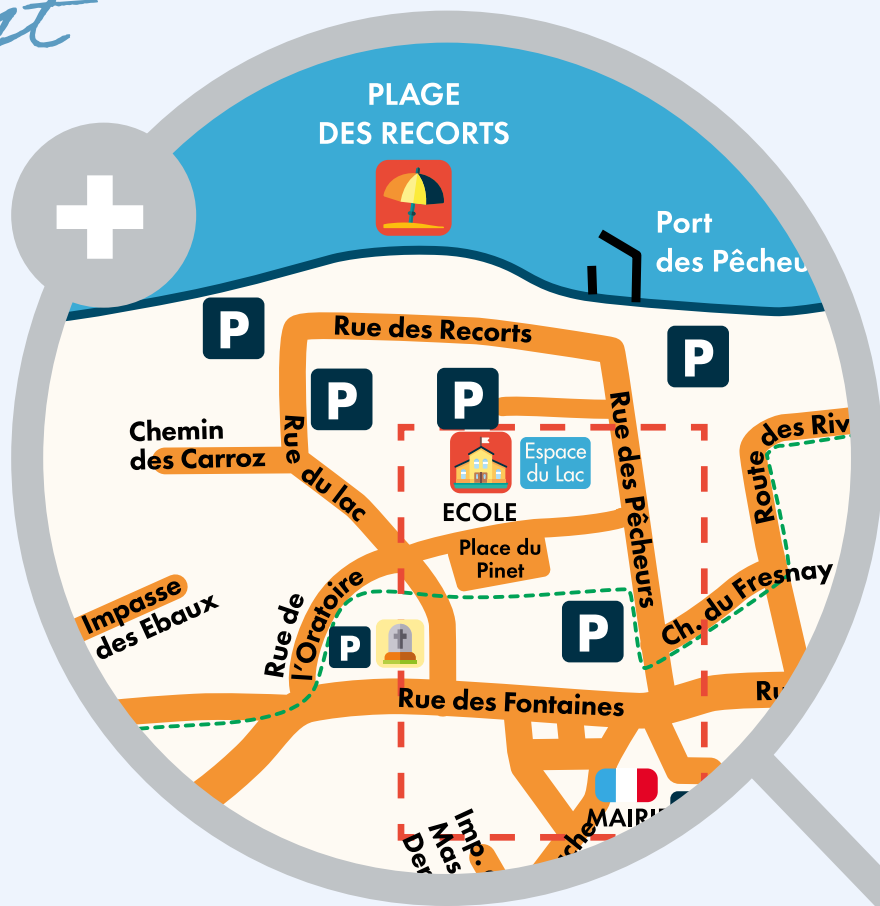 PLAGE
DES RECORTS
Port
des Pêcheu
P
Rue des Recorts
P
P
P
Chemin
des Carroz
Rue du lac
Rue des Pêcheurs
Route des Riv
Espace
du Lac
ECOLE
Place du
Pinet
Ch. du Fresnay
Impasse
des Ebaux
Rue de
l'Oratoire
P
P
Rue des Fontaines
Ru
MAIRIE
Imp.
Mas
Der
che